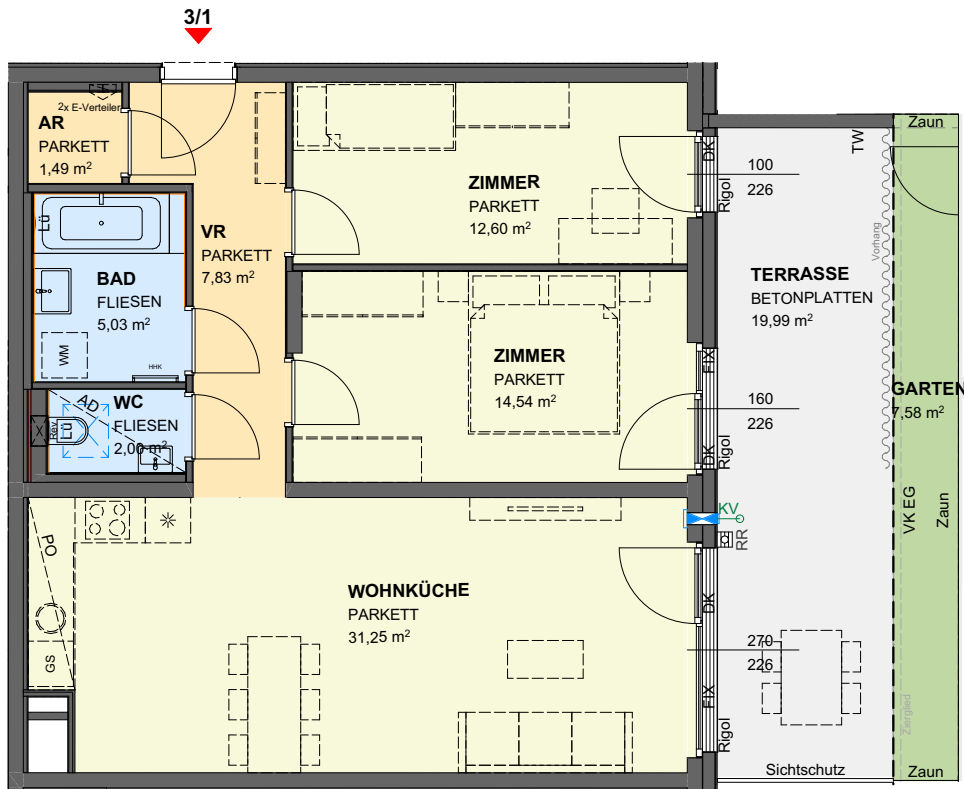 3/1
2x E-Verteiler
AR
PARKETT
1,49 m²
Lü
BAD
FLIESEN
5,03 m²
WM
HHK
VR
PARKETT
7,83 m²
AD
WC
FLIESEN
2,00 m²
Rev.
Lü
ZIMMER
PARKETT
12,60 m²
ZIMMER
PARKETT
14,54 m²
WOHNKÜCHE
PARKETT
31,25 m²
PO
GS
DK
100
226
Rigol
FIX
160
226
DK
Rigol
KV
RR
DK
270
226
FIX
Rigol
TW
Vorhang
TERRASSE
BETONPLATTEN
19,99 m²
Sichtschutz
Zaun
GARTEN
7,58 m²
VK EG
Zaun
Zierglied
Zaun